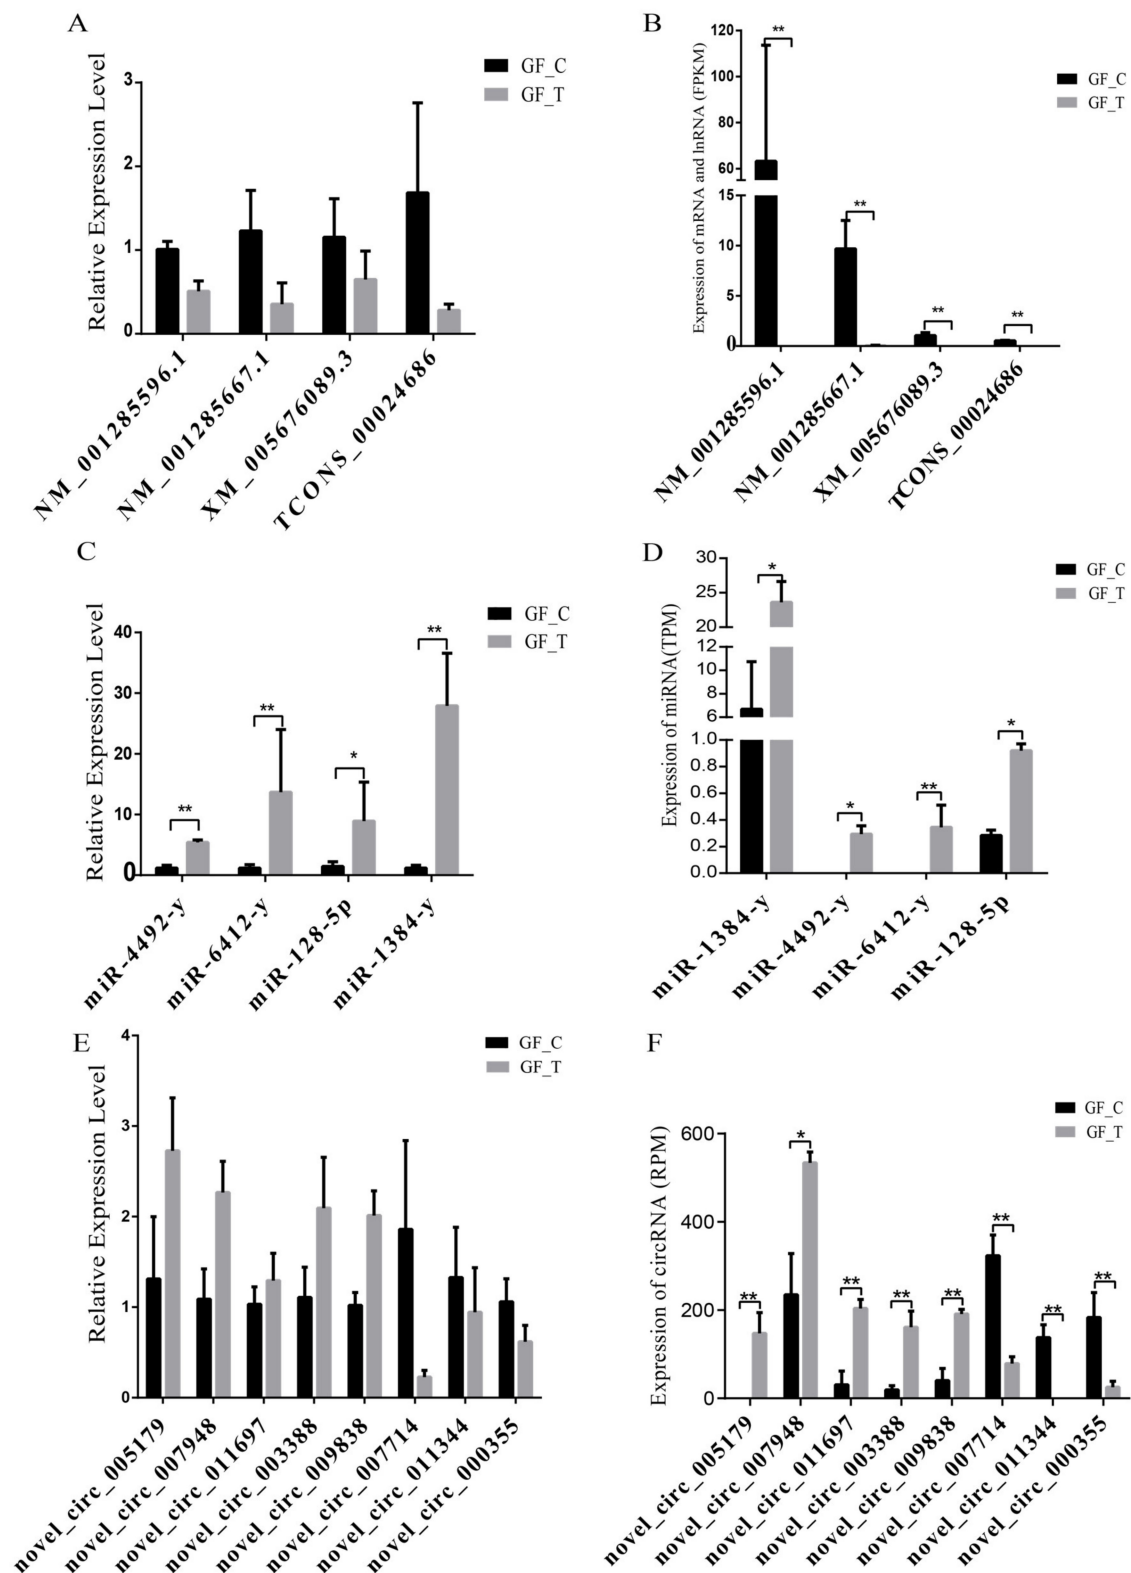 A
GF_C
GF_T
Relative Expression Level
3
2
1
0
NM_001285596.1
NM_001285667.1
XM_005676089.3
TCONS_00024686
B
GF_C
GF_T
Expression of mRNA and lnRNA (FPKM)
120
100
80
60
15
10
5
0
**
**
**
**
NM_001285596.1
NM_001285667.1
XM_005676089.3
TCONS_00024686
C
GF_C
GF_T
Relative Expression Level
40
30
20
10
0
**
**
*
**
miR-4492-y
miR-6412-y
miR-128-5p
miR-1384-y
D
GF_C
GF_T
Expression of miRNA(TPM)
30
25
20
12
10
8
6
1.0
0.8
0.6
0.4
0.2
0.0
*
*
**
*
miR-1384-y
miR-4492-y
miR-6412-y
miR-128-5p
E
GF_C
GF_T
Relative Expression Level
4
3
2
1
0
novel_circ_005179
novel_circ_007948
novel_circ_011697
novel_circ_003388
novel_circ_009838
novel_circ_007714
novel_circ_011344
novel_circ_000355
F
GF_C
GF_T
Expression of circRNA (RPM)
600
400
200
0
**
*
**
**
**
**
**
**
novel_circ_005179
novel_circ_007948
novel_circ_011697
novel_circ_003388
novel_circ_009838
novel_circ_007714
novel_circ_011344
novel_circ_000355